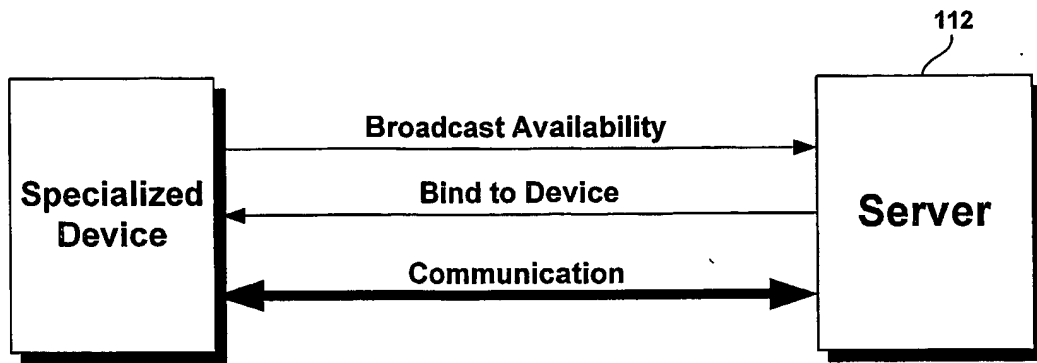 112
Broadcast Availability
Specialized
Device
Bind to Device
Server
Communication